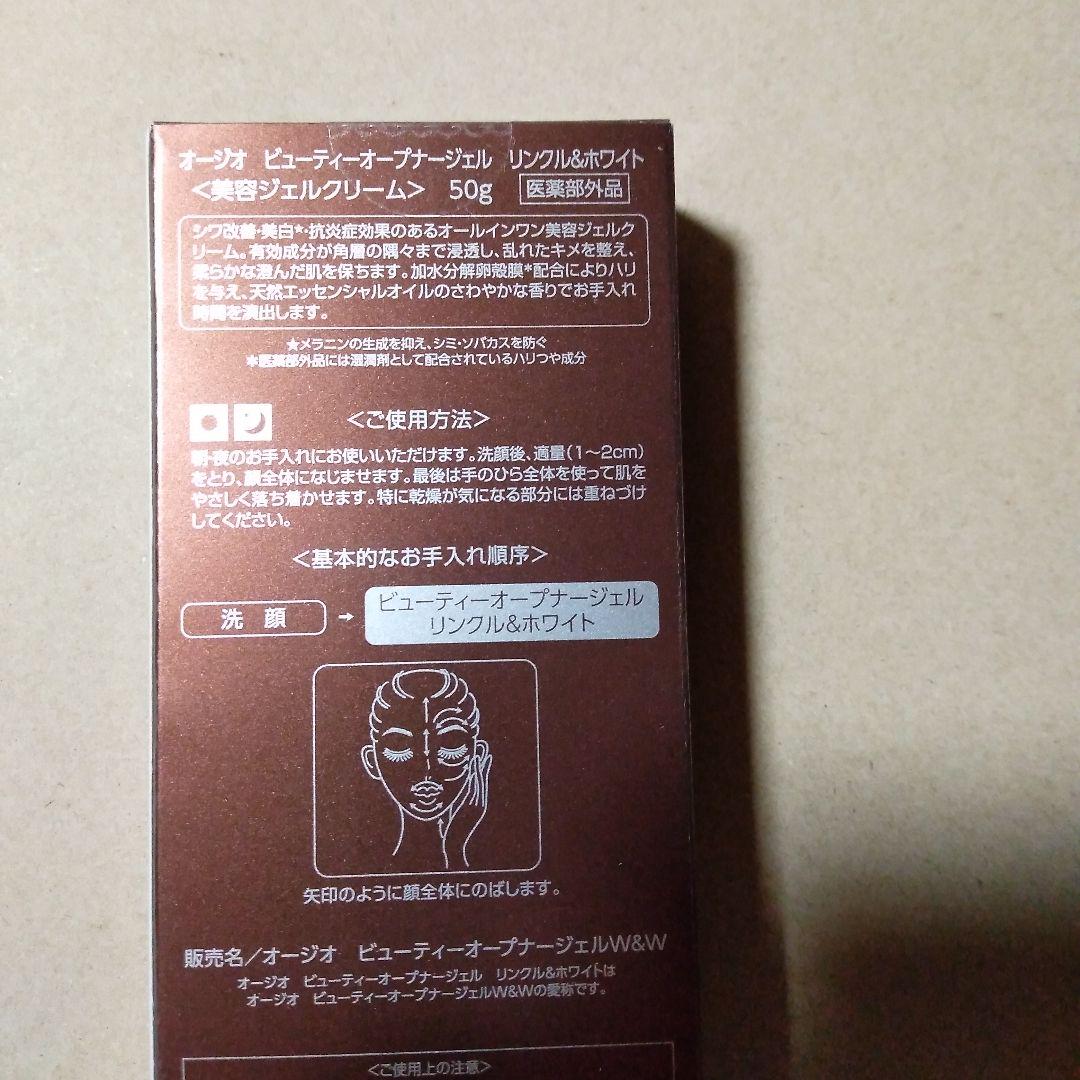 オージオ ビューティーオープナージェル リンクル&ホワイト
＜美容ジェルクリーム＞ 50g 医薬部外品
シワ改善・美白★・抗炎症効果のあるオールインワン美容ジェルク
リーム。有効成分が角層の隅々まで浸透し、乱れたキメを整え、
柔らかな澄んだ肌を保ちます。加水分解卵殻膜*配合によりハリ
を与え、天然エッセンシャルオイルのさわやかな香りでお手入れ
時間を演出します。
★メラニンの生成を抑え、シミ・ソバカスを防ぐ
*医薬部外品には湿潤剤として配合されているハリつや成分
＜ご使用方法＞
朝・夜のお手入れにお使いいただけます。洗顔後、適量(1〜2cm)
をとり、顔全体になじませます。最後は手のひら全体を使って肌を
やさしく落ち着かせます。特に乾燥が気になる部分には重ねづけ
してください。
＜基本的なお手入れ順序＞
洗顔 → ビューティーオープナージェル
リンクル&ホワイト
矢印のように顔全体にのばします。
販売名／オージオ ビューティーオープナージェルW&W
オージオ ビューティーオープナージェル リンクル&ホワイトは
オージオ ビューティーオープナージェルW&Wの愛称です。
＜ご使用上の注意＞